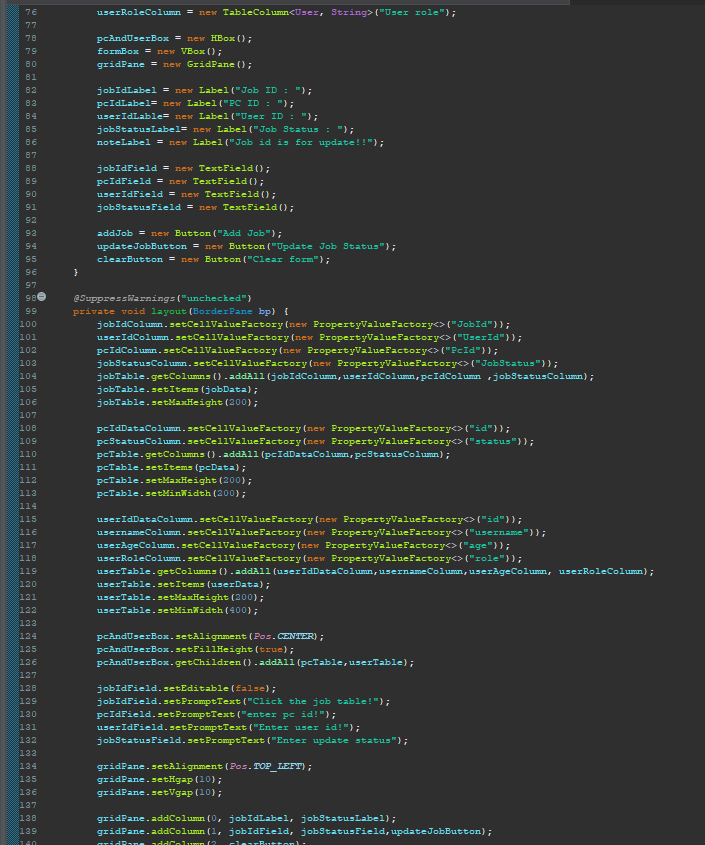 76 userRoleColumn = new TableColumn<User, String>("User role");
77
78 pcAndUserBox = new HBox();
79 formBox = new VBox();
80 gridPane = new GridPane();
81
82 jobIdLabel = new Label("Job ID : ");
83 pcIdLabel= new Label("PC ID : ");
84 userIdLable= new Label("User ID : ");
85 jobStatusLabel= new Label("Job Status : ");
86 noteLabel = new Label("Job id is for update!!");
87
88 jobIdField = new TextField();
89 pcIdField = new TextField();
90 userIdField = new TextField();
91 jobStatusField = new TextField();
92
93 addJob = new Button("Add Job");
94 updateJobButton = new Button("Update Job Status");
95 clearButton = new Button("Clear form");
96 }
97
98 @SuppressWarnings("unchecked")
99 private void layout(BorderPane bp) {
100 jobIdColumn.setCellValueFactory(new PropertyValueFactory<>("JobId"));
101 userIdColumn.setCellValueFactory(new PropertyValueFactory<>("UserId"));
102 pcIdColumn.setCellValueFactory(new PropertyValueFactory<>("PcId"));
103 jobStatusColumn.setCellValueFactory(new PropertyValueFactory<>("JobStatus"));
104 jobTable.getColumns().addAll(jobIdColumn,userIdColumn,pcIdColumn ,jobStatusColumn);
105 jobTable.setItems(jobData);
106 jobTable.setMaxHeight(200);
107
108 pcIdDataColumn.setCellValueFactory(new PropertyValueFactory<>("id"));
109 pcStatusColumn.setCellValueFactory(new PropertyValueFactory<>("status"));
110 pcTable.getColumns().addAll(pcIdDataColumn,pcStatusColumn);
111 pcTable.setItems(pcData);
112 pcTable.setMaxHeight(200);
113 pcTable.setMinWidth(200);
114
115 userIdDataColumn.setCellValueFactory(new PropertyValueFactory<>("id"));
116 usernameColumn.setCellValueFactory(new PropertyValueFactory<>("username"));
117 userAgeColumn.setCellValueFactory(new PropertyValueFactory<>("age"));
118 userRoleColumn.setCellValueFactory(new PropertyValueFactory<>("role"));
119 userTable.getColumns().addAll(userIdDataColumn,usernameColumn,userAgeColumn, userRoleColumn);
120 userTable.setItems(userData);
121 userTable.setMaxHeight(200);
122 userTable.setMinWidth(400);
123
124 pcAndUserBox.setAlignment(Pos.CENTER);
125 pcAndUserBox.setFillHeight(true);
126 pcAndUserBox.getChildren().addAll(pcTable,userTable);
127
128 jobIdField.setEditable(false);
129 jobIdField.setPromptText("Click the job table!");
130 pcIdField.setPromptText("enter pc id!");
131 userIdField.setPromptText("Enter user id!");
132 jobStatusField.setPromptText("Enter update status");
133
134 gridPane.setAlignment(Pos.TOP_LEFT);
135 gridPane.setHgap(10);
136 gridPane.setVgap(10);
137
138 gridPane.addColumn(0, jobIdLabel, jobStatusLabel);
139 gridPane.addColumn(1, jobIdField, jobStatusField,updateJobButton);
140 gridPane.addColumn(2, clearButton);